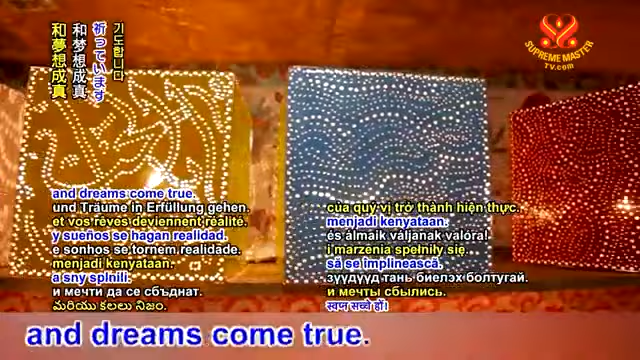 기도합니다
祈っています
和梦想成真
和夢想成真
SUPREME MASTER
TV.com
and dreams come true.
und Träume in Erfüllung gehen.
et vos rêves deviennent réalité.
y sueños se hagan realidad.
e sonhos se tornem realidade.
menjadi kenyataan.
a sny splnili.
и мечти да се сбъднат.
మరియు కలలు నిజం.
của quý vị trở thành hiện thực.
menjadi kenyataan.
és álmaik váljanak valóra!
i marzenia spełniły się.
să se împlinească.
зүүдүүд тань биелэх болтугай.
и мечты сбылись.
स्वप्न सच्चे हों।
and dreams come true.